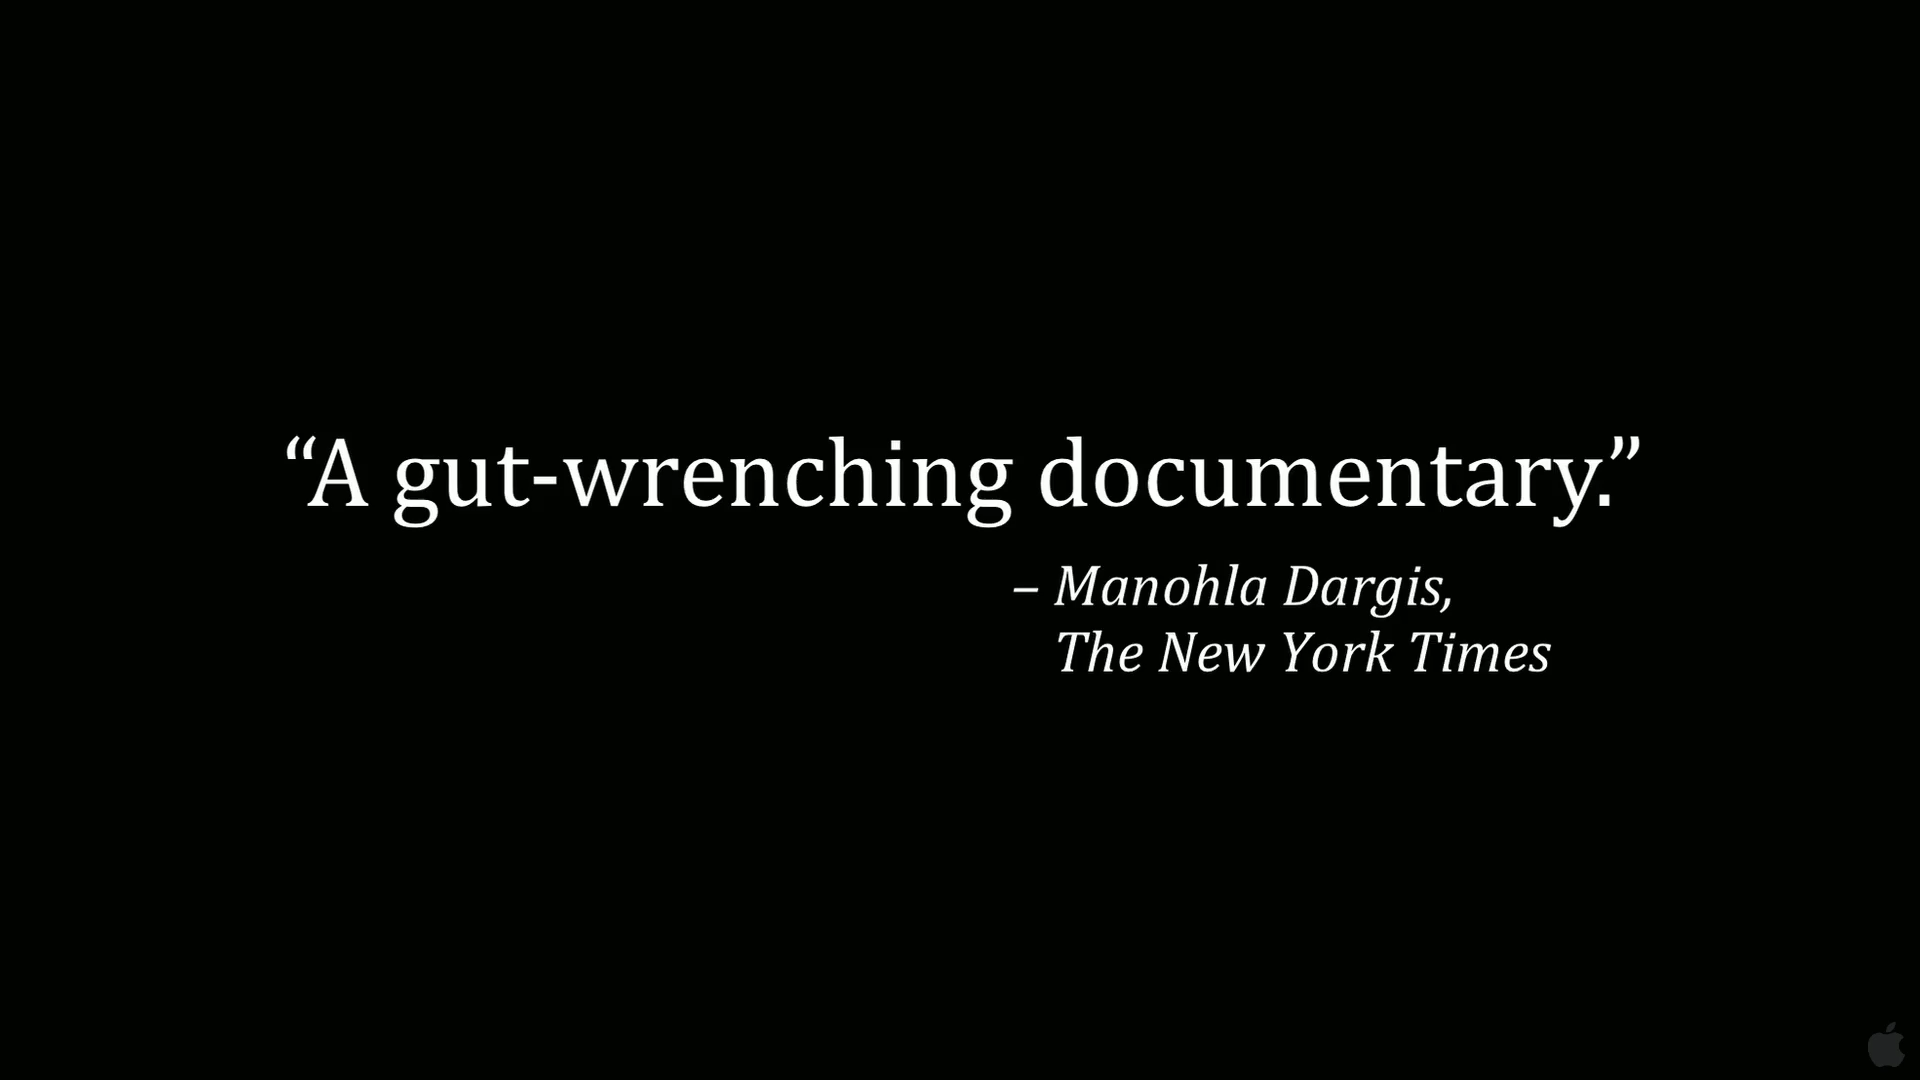 “A gut-wrenching documentary.”
– Manohla Dargis,
The New York Times